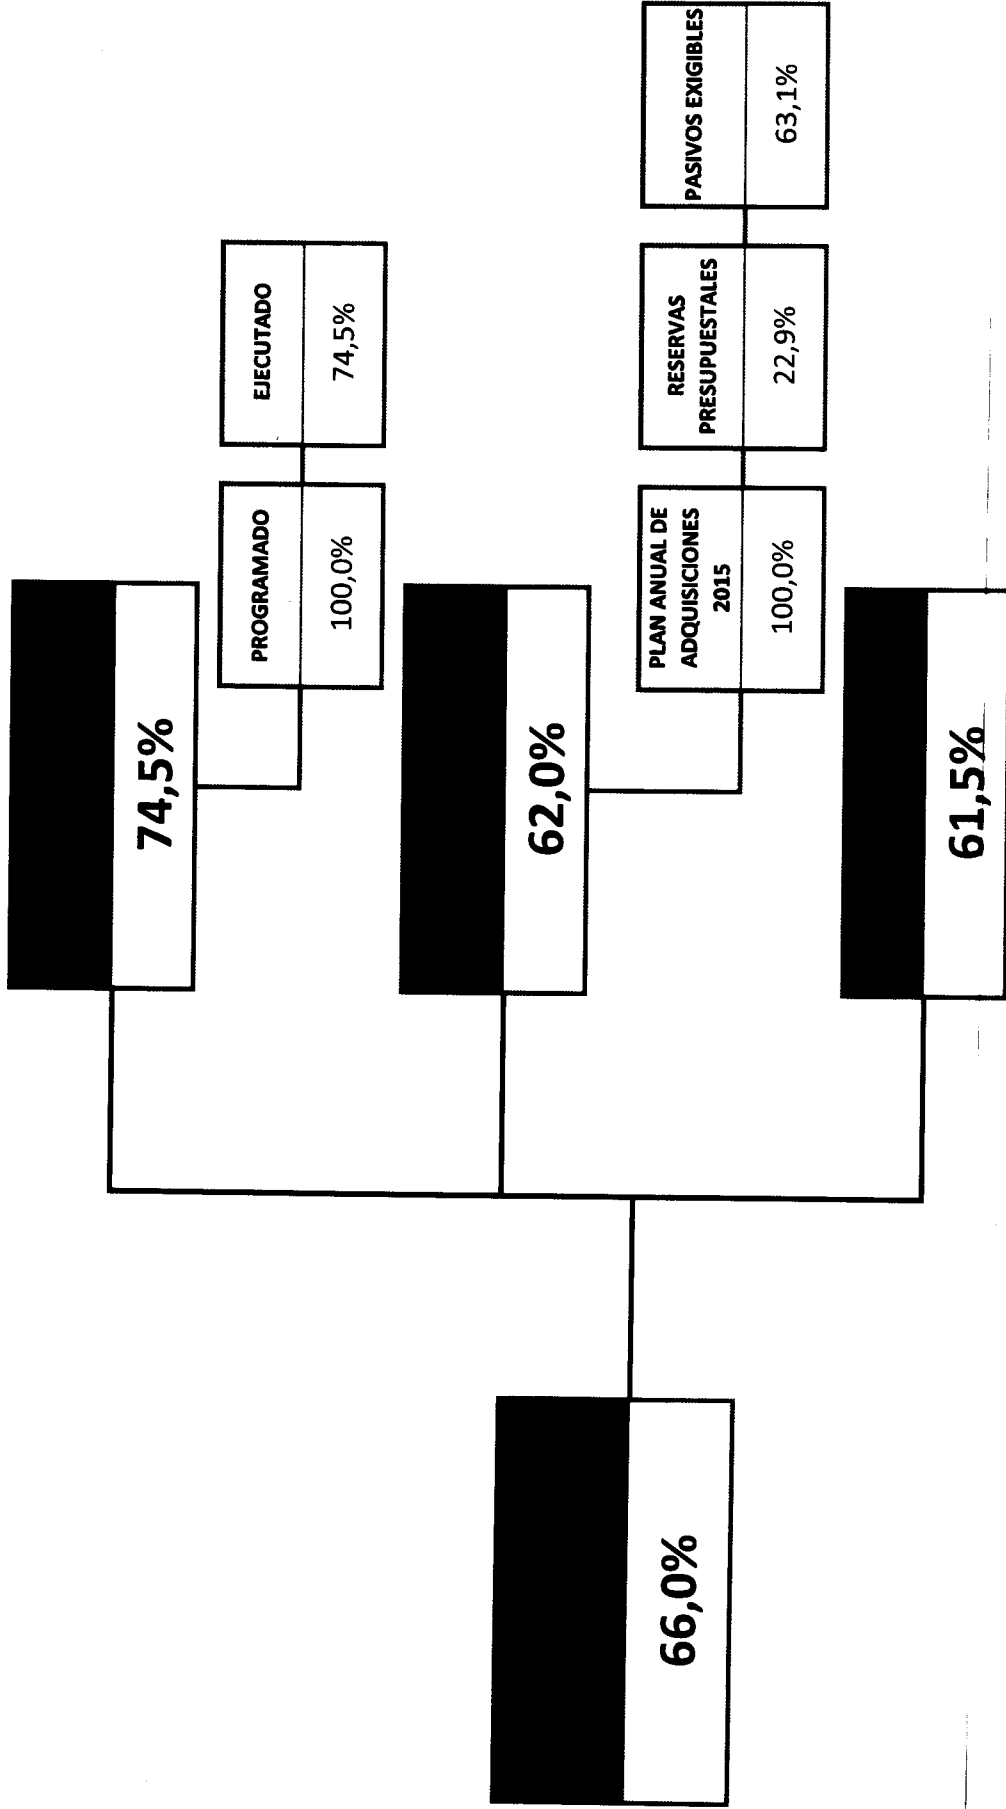 66,0%
74,5%
PROGRAMADO
100,0%
EJECUTADO
74,5%
62,0%
PLAN ANUAL DE
ADQUISICIONES
2015
100,0%
RESERVAS
PRESUPUESTALES
22,9%
PASIVOS EXIGIBLES
63,1%
61,5%